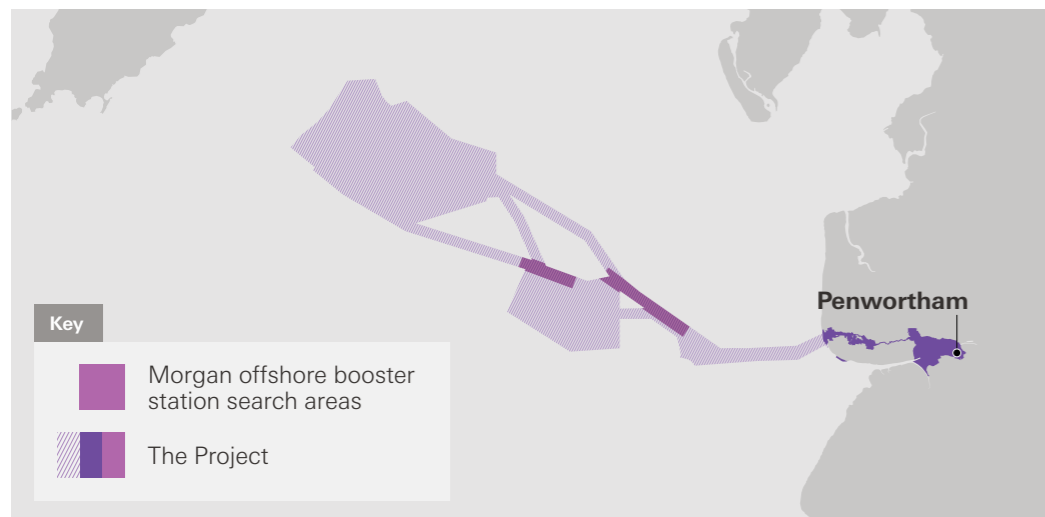 Penwortham
Key
Morgan offshore booster
station search areas
The Project